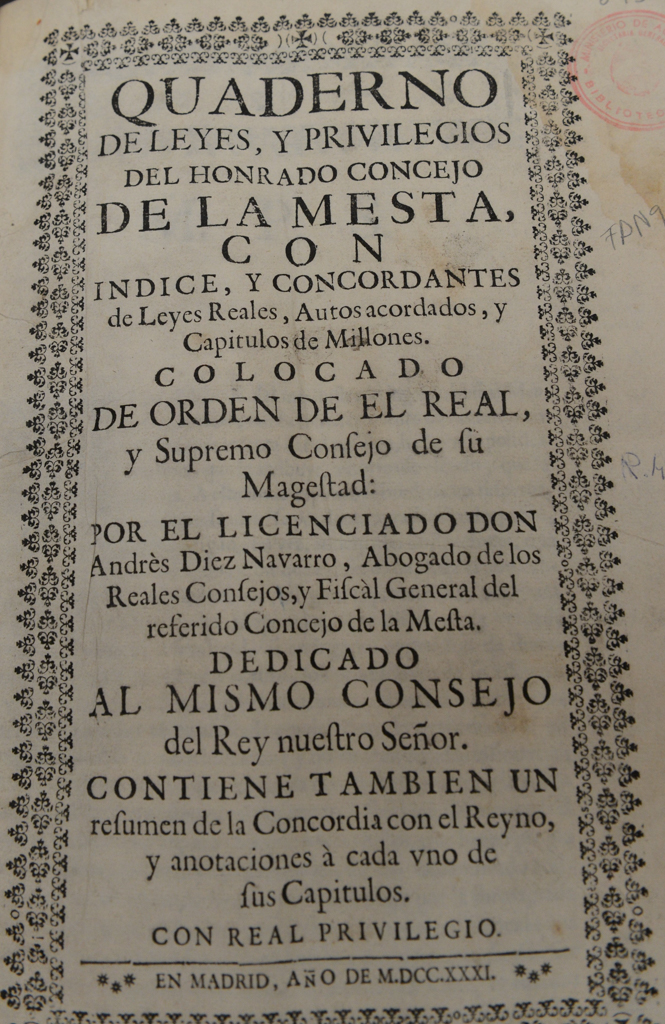 QUADERNO
DE LEYES, Y PRIVILEGIOS
DEL HONRADO CONCEJO
DE LA MESTA,
CON
INDICE, Y CONCORDANTES
de Leyes Reales, Autos acordados, y
Capitulos de Millones.
COLOCADO
DE ORDEN DE EL REAL,
y Supremo Conſejo de ſu
Mageſtad:
POR EL LICENCIADO DON
Andrès Diez Navarro, Abogado de los
Reales Conſejos, y Fiſcàl General del
referido Concejo de la Meſta.
DEDICADO
AL MISMO CONSEJO
del Rey nueſtro Señor.
CONTIENE TAMBIEN UN
reſumen de la Concordia con el Reyno,
y anotaciones à cada vno de
ſus Capitulos.
CON REAL PRIVILEGIO.
EN MADRID, AÑO DE M.DCC.XXXI.